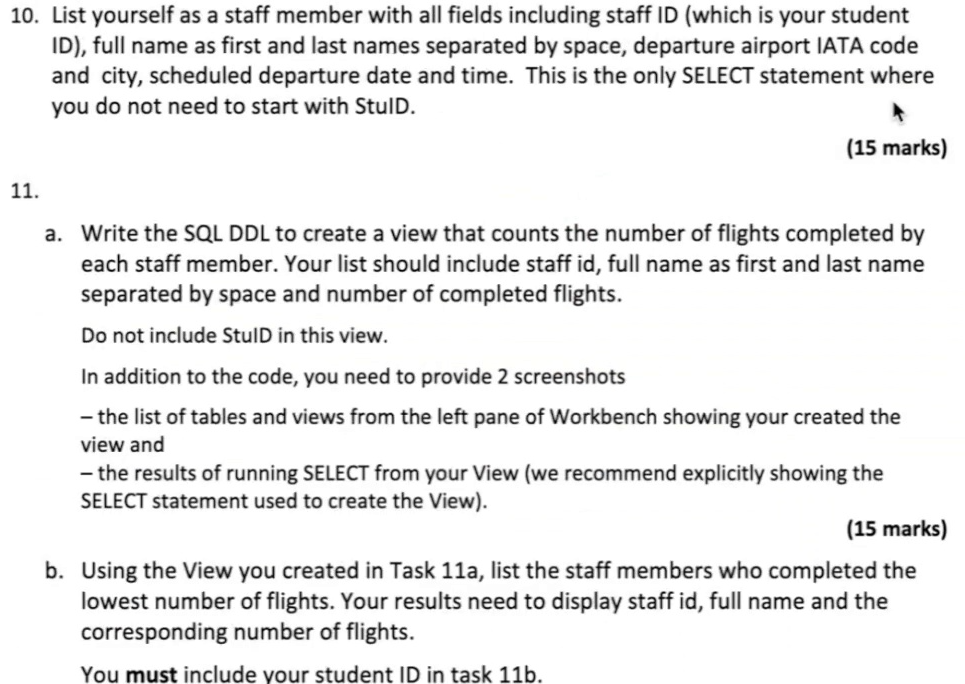 10. List yourself as a staff member with all fields including staff ID (which is your student
ID), full name as first and last names separated by space, departure airport IATA code
and city, scheduled departure date and time. This is the only SELECT statement where
you do not need to start with StuID.
(15 marks)
11.
a. Write the SQL DDL to create a view that counts the number of flights completed by
each staff member. Your list should include staff id, full name as first and last name
separated by space and number of completed flights.
Do not include StuID in this view.
In addition to the code, you need to provide 2 screenshots
– the list of tables and views from the left pane of Workbench showing your created the
view and
– the results of running SELECT from your View (we recommend explicitly showing the
SELECT statement used to create the View).
(15 marks)
b. Using the View you created in Task 11a, list the staff members who completed the
lowest number of flights. Your results need to display staff id, full name and the
corresponding number of flights.
You must include your student ID in task 11b.